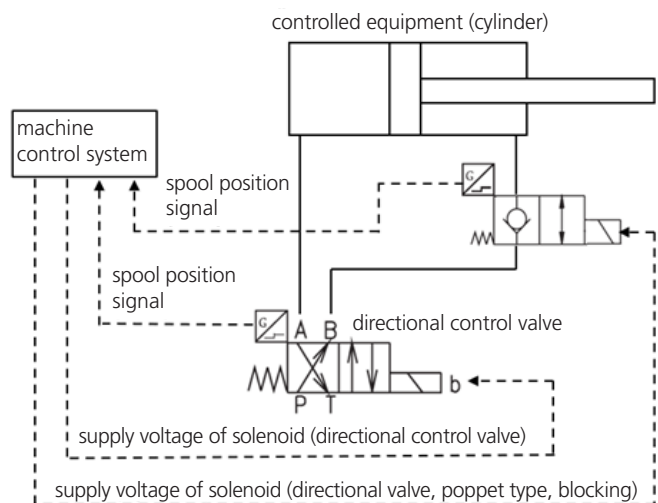 controlled equipment (cylinder)
machine
control system
spool position
signal
G
spool position
signal
G
A B
directional control valve
P T
b
supply voltage of solenoid (directional control valve)
supply voltage of solenoid (directional valve, poppet type, blocking)